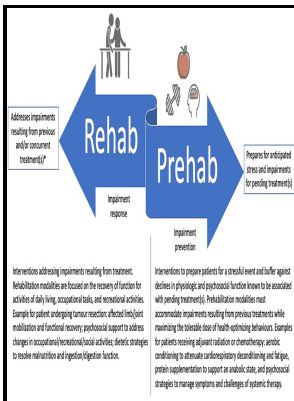 Addresses impairments
resulting from previous
and/or concurrent
treatment(s)*
Rehab
Prehab
Prepares for anticipated
stress and impairments
for pending treatment(s)
Impairment
response
Impairment
prevention
Interventions addressing impairments resulting from treatment.
Rehabilitation modalities are focused on the recovery of function for
activities of daily living, occupational tasks, and recreational activities.
Example for patient undergoing tumour resection: affected limb/joint
mobilisation and functional recovery; psychosocial support to address
changes in occupational/recreational/social activities; dietetic strategies
to resolve malnutrition and ingestion/digestion function.
Interventions to prepare patients for a stressful event and buffer against
declines in physiologic and psychosocial function known to be associated
with pending treatment(s). Prehabilitation modalities must
accommodate impairments resulting from previous treatments while
maximizing the tolerable dose of health-optimizing behaviours. Examples
for patients receiving adjuvant radiation or chemotherapy: aerobic
conditioning to attenuate cardiorespiratory deconditioning and fatigue,
protein supplementation to support an anabolic state, and psychosocial
strategies to manage symptoms and challenges of systemic therapy.